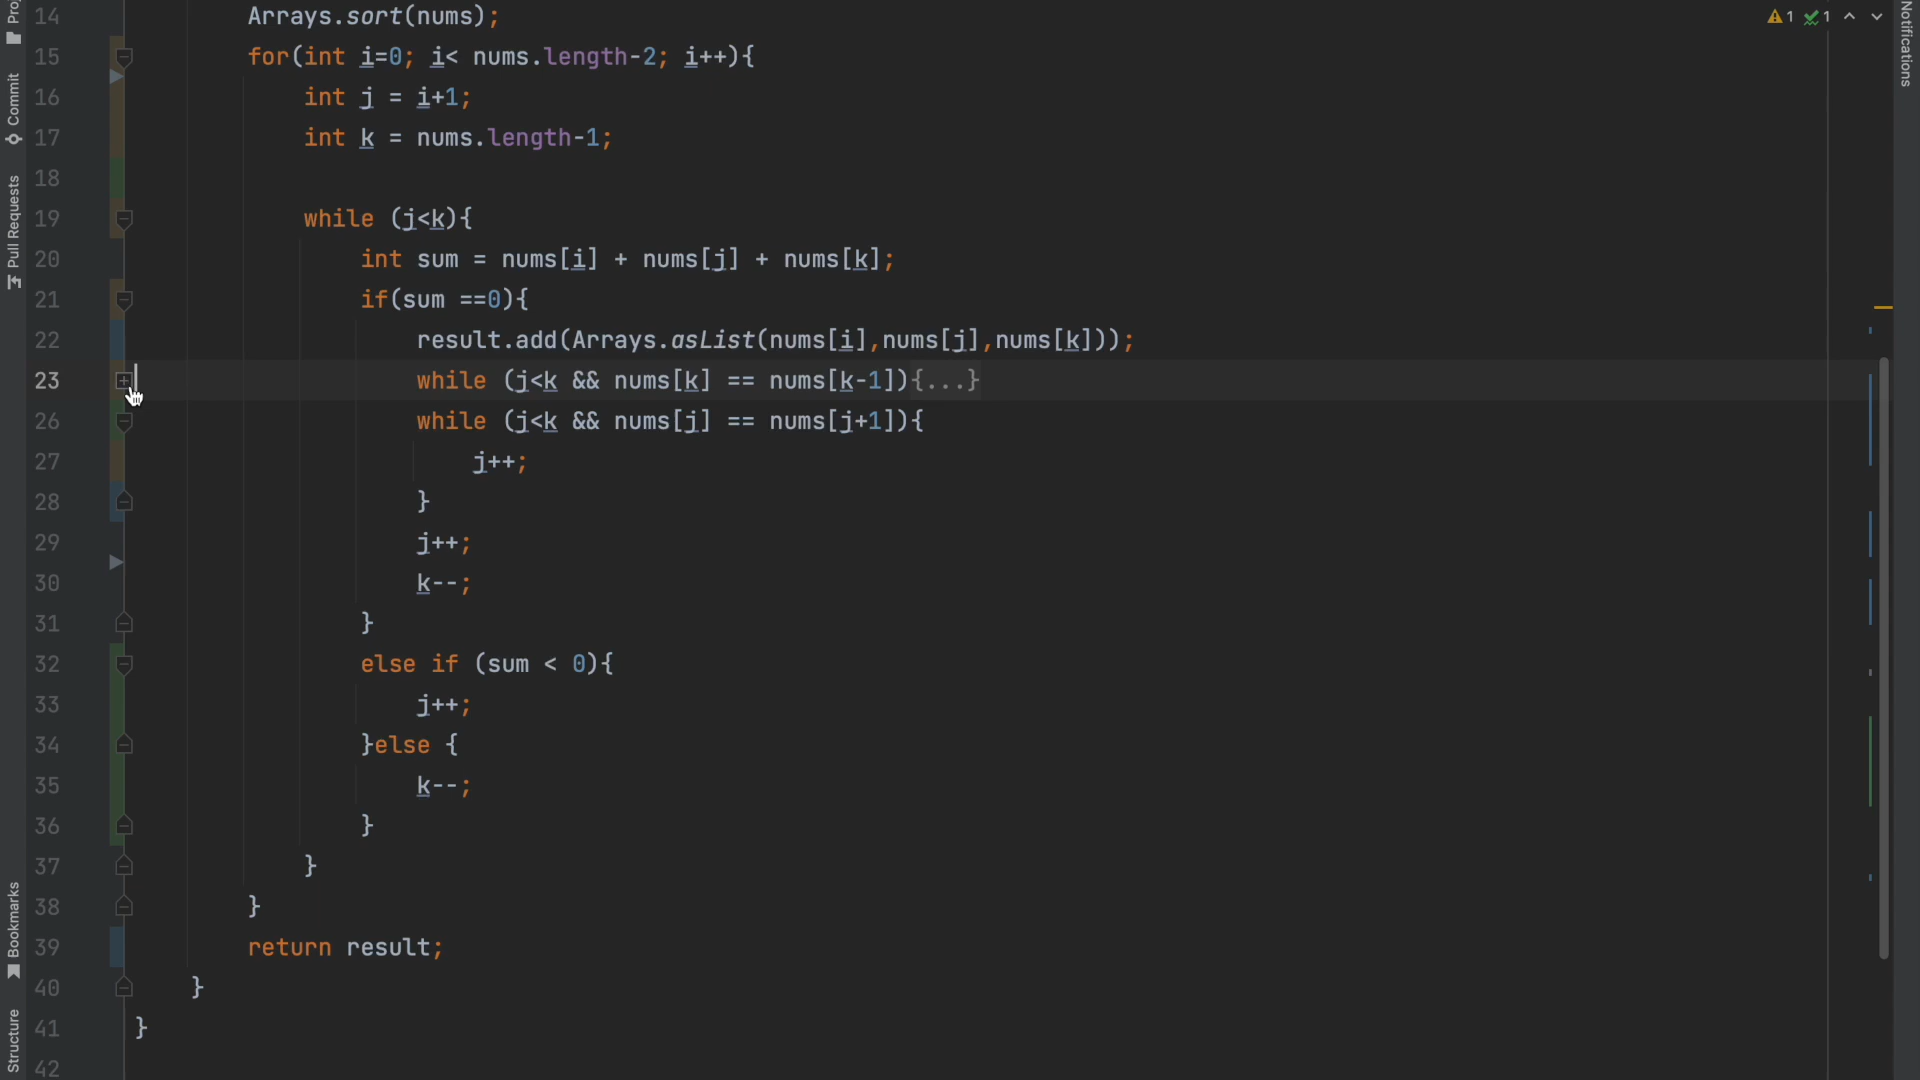 14 Arrays.sort(nums);
15 for(int i=0; i< nums.length-2; i++){
16 int j = i+1;
17 int k = nums.length-1;
18
19 while (j<k){
20 int sum = nums[i] + nums[j] + nums[k];
21 if(sum ==0){
22 result.add(Arrays.asList(nums[i],nums[j],nums[k]));
23 while (j<k && nums[k] == nums[k-1]){...}
26 while (j<k && nums[j] == nums[j+1]){
27 j++;
28 }
29 j++;
30 k--;
31 }
32 else if (sum < 0){
33 j++;
34 }else {
35 k--;
36 }
37 }
38 }
39 return result;
40 }
41 }
42
Commit
Pull Requests
Bookmarks
Structure
1 1
Notifications